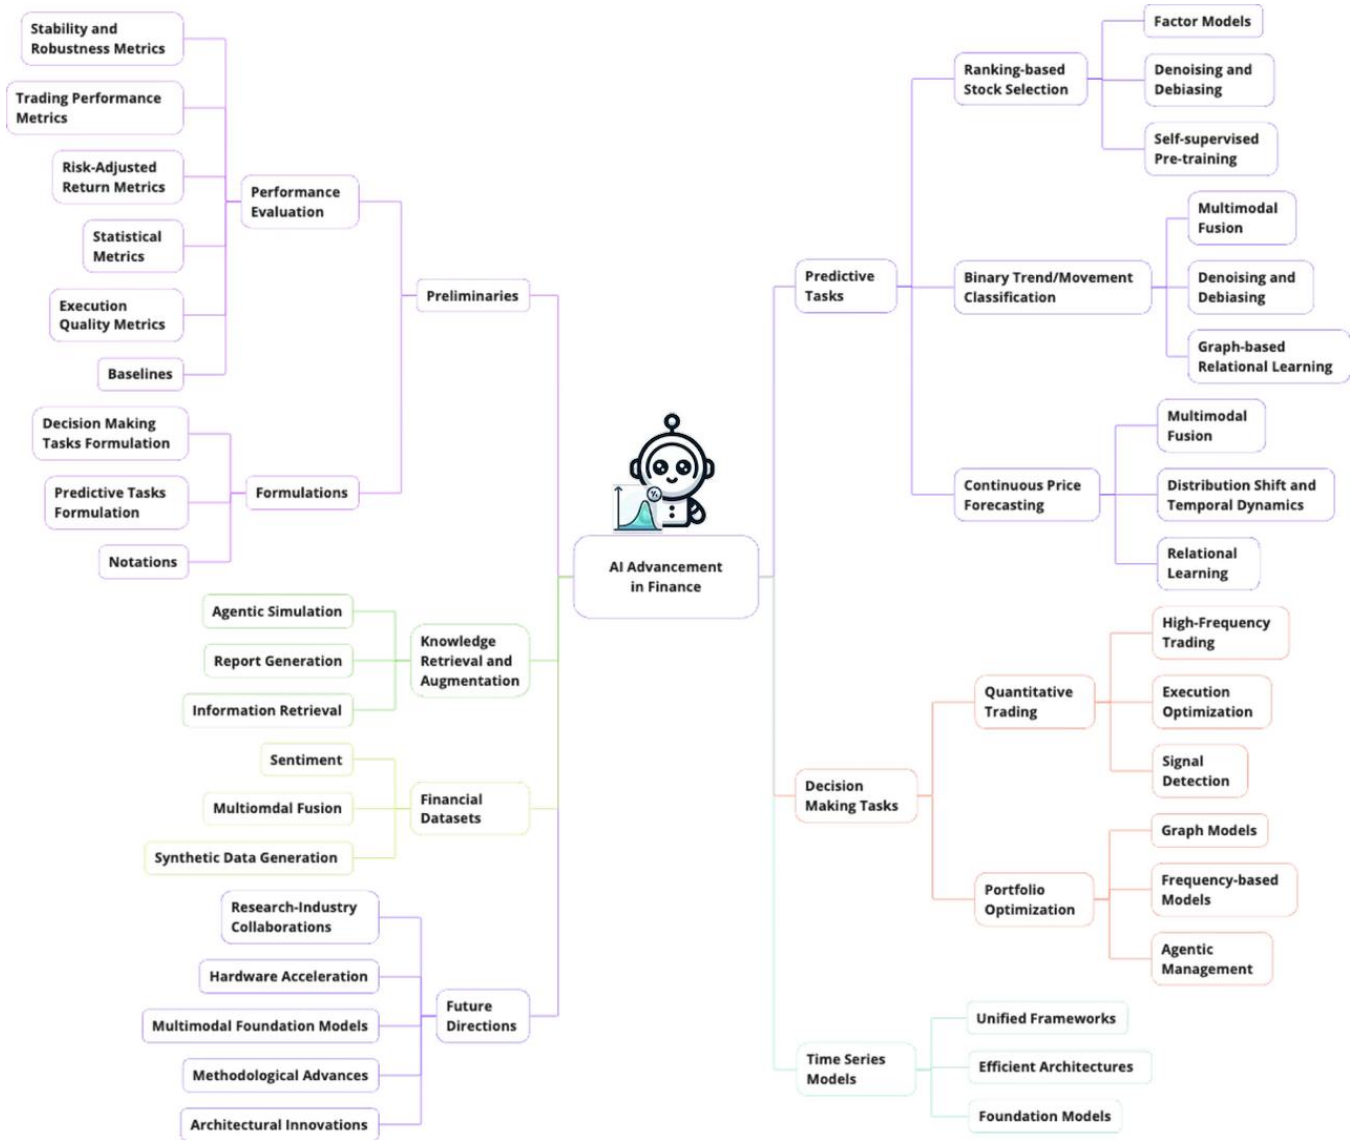 Stability and
Robustness Metrics
Trading Performance
Metrics
Risk-Adjusted
Return Metrics
Statistical
Metrics
Execution
Quality Metrics
Baselines
Performance
Evaluation
Decision Making
Tasks Formulation
Predictive Tasks
Formulation
Notations
Formulations
Preliminaries
Agentic Simulation
Report Generation
Information Retrieval
Knowledge
Retrieval and
Augmentation
Sentiment
Multiomdal Fusion
Synthetic Data Generation
Financial
Datasets
Research-Industry
Collaborations
Hardware Acceleration
Multimodal Foundation Models
Methodological Advances
Architectural Innovations
Future
Directions
AI Advancement
in Finance
Predictive
Tasks
Ranking-based
Stock Selection
Factor Models
Denoising and
Debiasing
Self-supervised
Pre-training
Binary Trend/Movement
Classification
Multimodal
Fusion
Denoising and
Debiasing
Graph-based
Relational Learning
Continuous Price
Forecasting
Multimodal
Fusion
Distribution Shift and
Temporal Dynamics
Relational
Learning
Decision
Making Tasks
Quantitative
Trading
High-Frequency
Trading
Execution
Optimization
Signal
Detection
Portfolio
Optimization
Graph Models
Frequency-based
Models
Agentic
Management
Time Series
Models
Unified Frameworks
Efficient Architectures
Foundation Models